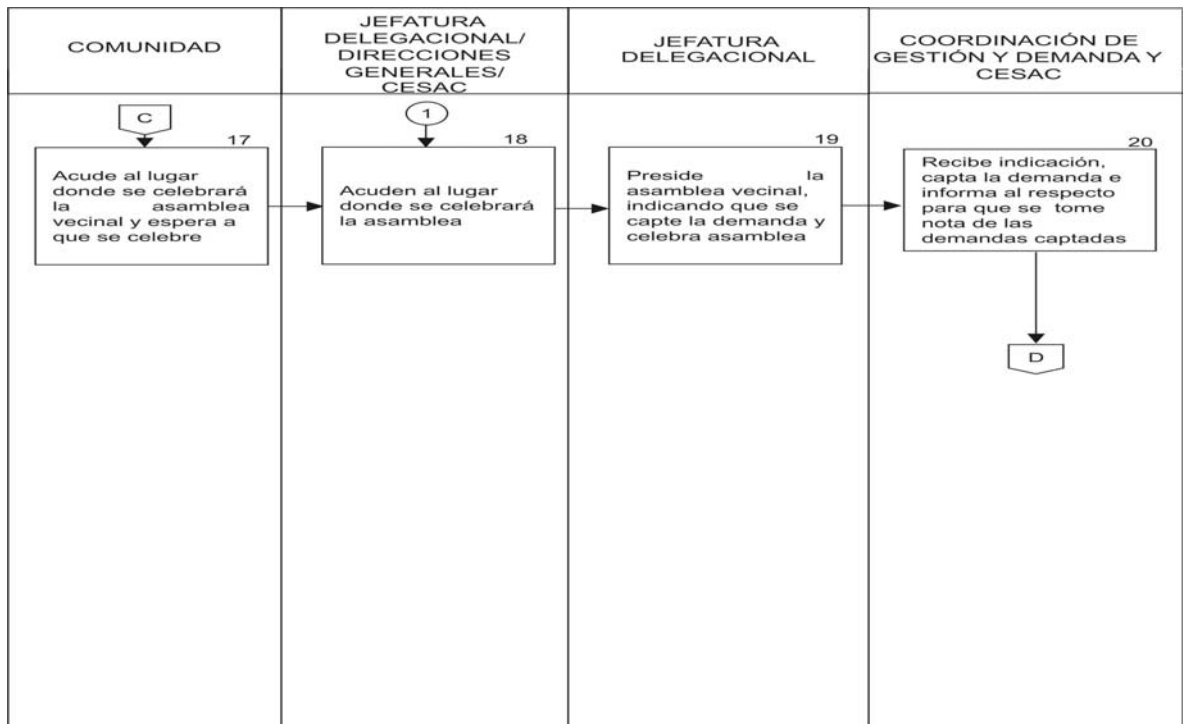 COMUNIDAD
JEFATURA
DELEGACIONAL/
DIRECCIONES
GENERALES/
CESAC
JEFATURA
DELEGACIONAL
COORDINACIÓN DE
GESTIÓN Y DEMANDA Y
CESAC
C
17
Acude al lugar
donde se celebrará
la asamblea
vecinal y espera a
que se celebre
1
18
Acuden al lugar
donde se celebrará
la asamblea
19
Preside la
asamblea vecinal,
indicando que se
capte la demanda y
celebra asamblea
20
Recibe indicación,
capta la demanda e
informa al respecto
para que se tome
nota de las
demandas captadas
D